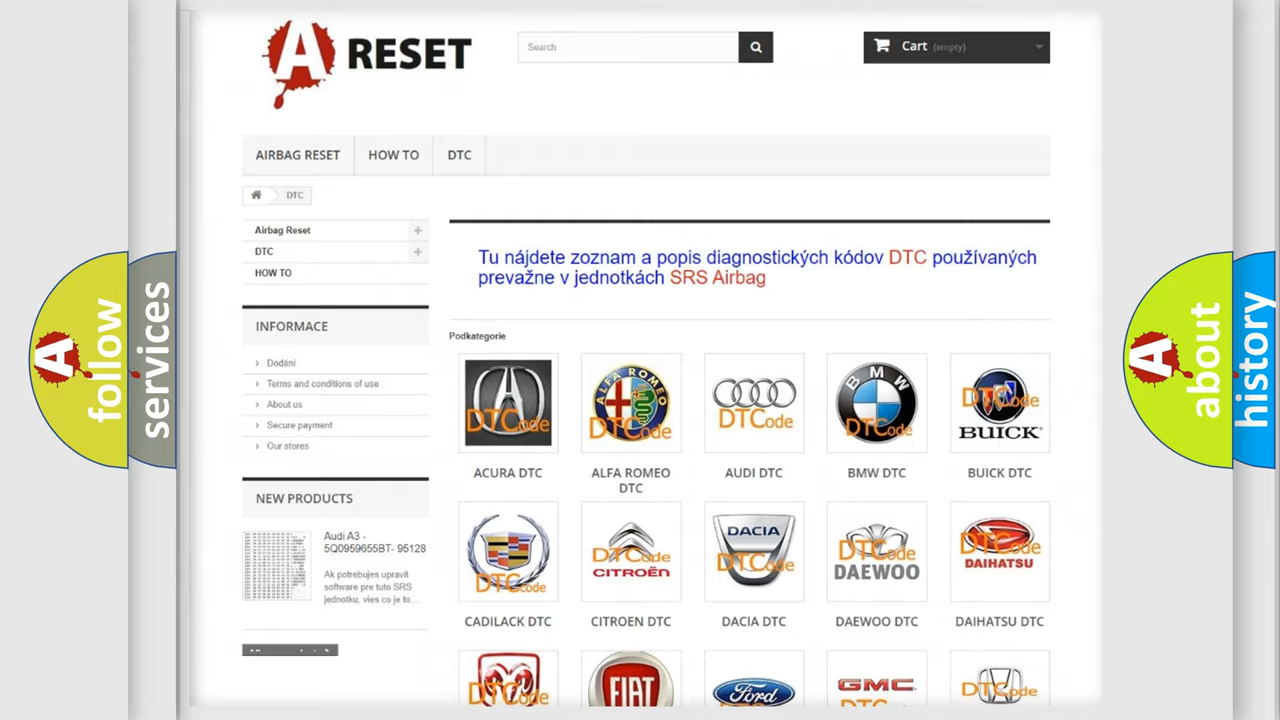 A RESET
Search
Cart (empty)
AIRBAG RESET
HOW TO
DTC
DTC
Airbag Reset
DTC
HOW TO
INFORMACE
Dodání
Terms and conditions of use
About us
Secure payment
Our stores
NEW PRODUCTS
Audi A3 -
5Q0959655BT- 95128
Ak potrebujes upravit
software pre tuto SRS
jednotku, vies co je to...
Tu nájdete zoznam a popis diagnostických kódov DTC používaných
prevažne v jednotkách SRS Airbag
Podkategorie
DTCode
ALFA ROMEO
DTCode
DTCode
BMW
DTCode
DTCode
BUICK
ACURA DTC
ALFA ROMEO
DTC
AUDI DTC
BMW DTC
BUICK DTC
DTCode
DTCode
CITROËN
DACIA
DTCode
DTCode
DAEWOO
DTCode
DAIHATSU
CADILACK DTC
CITROEN DTC
DACIA DTC
DAEWOO DTC
DAIHATSU DTC
DTCode
FIAT
Ford
GMC
DTCode
A follow
services
A about
history